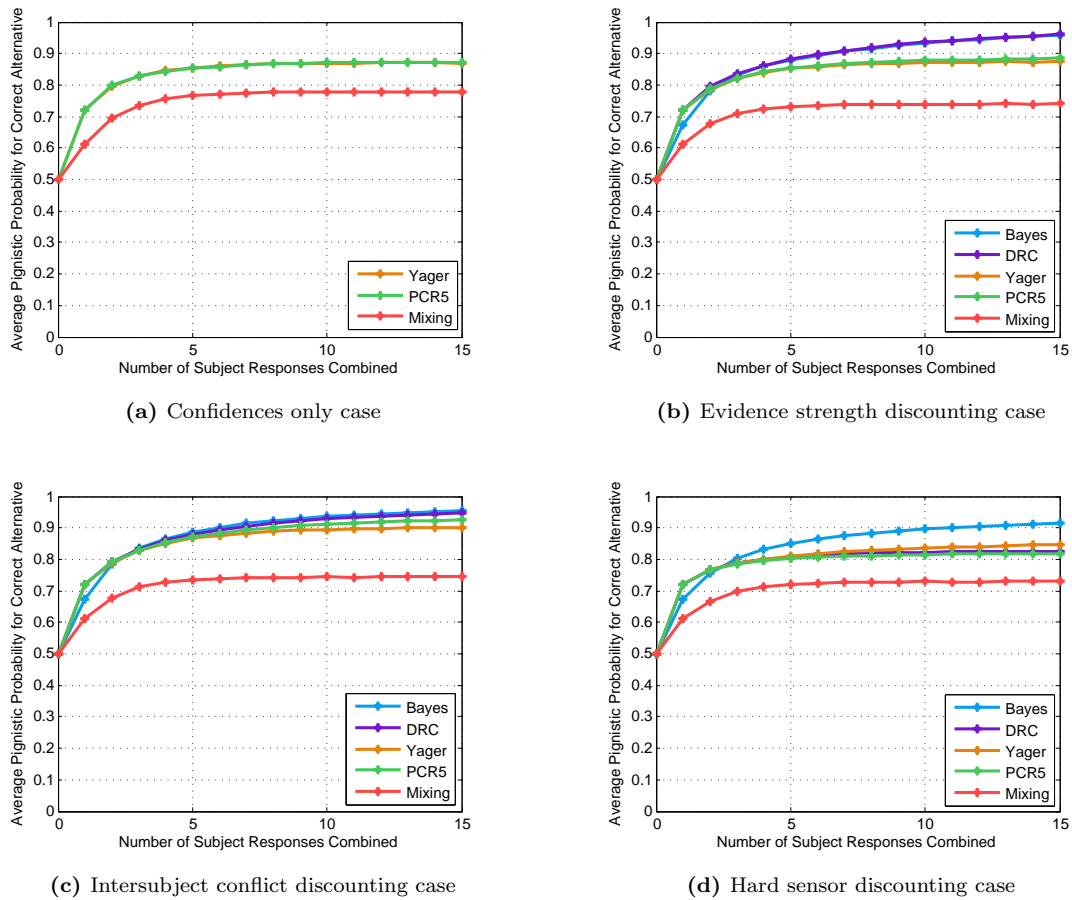 Average Pignistic Probability for Correct Alternative
1
0.9
0.8
0.7
0.6
0.5
0.4
0.3
0.2
0.1
0
0 5 10 15
Number of Subject Responses Combined
Yager
PCR5
Mixing
(a) Confidences only case
Average Pignistic Probability for Correct Alternative
1
0.9
0.8
0.7
0.6
0.5
0.4
0.3
0.2
0.1
0
0 5 10 15
Number of Subject Responses Combined
Bayes
DRC
Yager
PCR5
Mixing
(b) Evidence strength discounting case
Average Pignistic Probability for Correct Alternative
1
0.9
0.8
0.7
0.6
0.5
0.4
0.3
0.2
0.1
0
0 5 10 15
Number of Subject Responses Combined
Bayes
DRC
Yager
PCR5
Mixing
(c) Intersubject conflict discounting case
Average Pignistic Probability for Correct Alternative
1
0.9
0.8
0.7
0.6
0.5
0.4
0.3
0.2
0.1
0
0 5 10 15
Number of Subject Responses Combined
Bayes
DRC
Yager
PCR5
Mixing
(d) Hard sensor discounting case